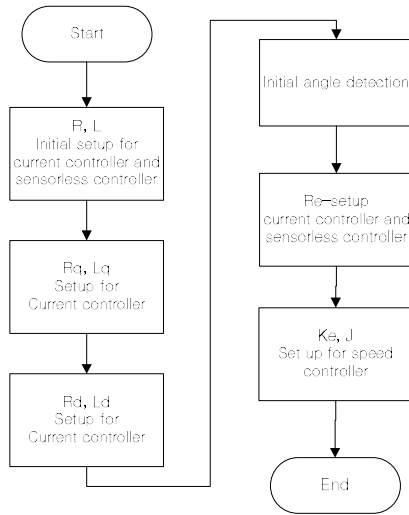 Start
R, L
Initial setup for
current controller and
sensorless controller
Rq, Lq
Setup for
Current controller
Rd, Ld
Setup for
Current controller
Initial angle detection
Re-setup
current controller and
sensorless controller
Ke, J
Set up for speed
controller
End